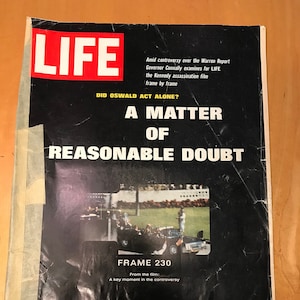 LIFE
Amid controversy over the Warren Report
Governor Connally examines for LIFE
the Kennedy assassination film
frame by frame
DID OSWALD ACT ALONE?
A MATTER
OF
REASONABLE DOUBT
FRAME 230
From the film:
A key moment in the controversy